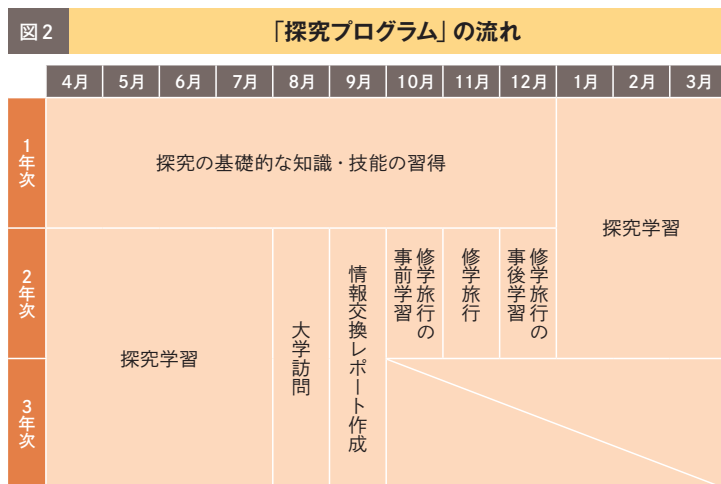 図2
「探究プログラム」の流れ
4月 5月 6月 7月 8月 9月 10月 11月 12月 1月 2月 3月
1年次
探究の基礎的な知識・技能の習得
探究学習
2年次
探究学習
大学訪問
情報交換レポート作成
修学旅行の
事前学習
修学旅行
修学旅行の
事後学習
3年次